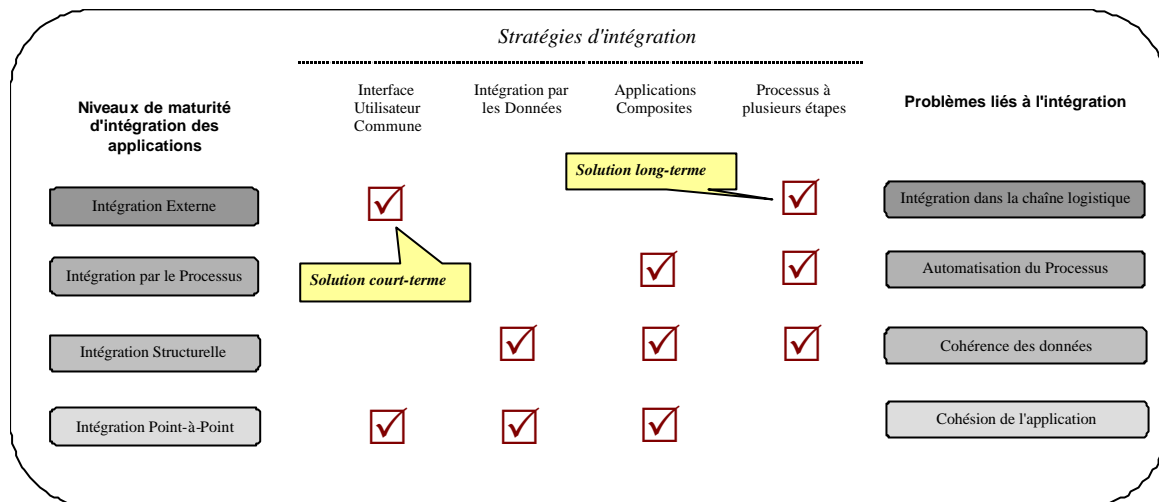 Stratégies d'intégration
Niveaux de maturité
d'intégration des
applications
Interface
Utilisateur
Commune
Intégration par
les Données
Applications
Composites
Processus à
plusieurs étapes
Problèmes liés à l'intégration
Solution long-terme
Intégration Externe
Intégration dans la chaîne logistique
Solution court-terme
Intégration par le Processus
Automatisation du Processus
Intégration Structurelle
Cohérence des données
Intégration Point-à-Point
Cohésion de l'application